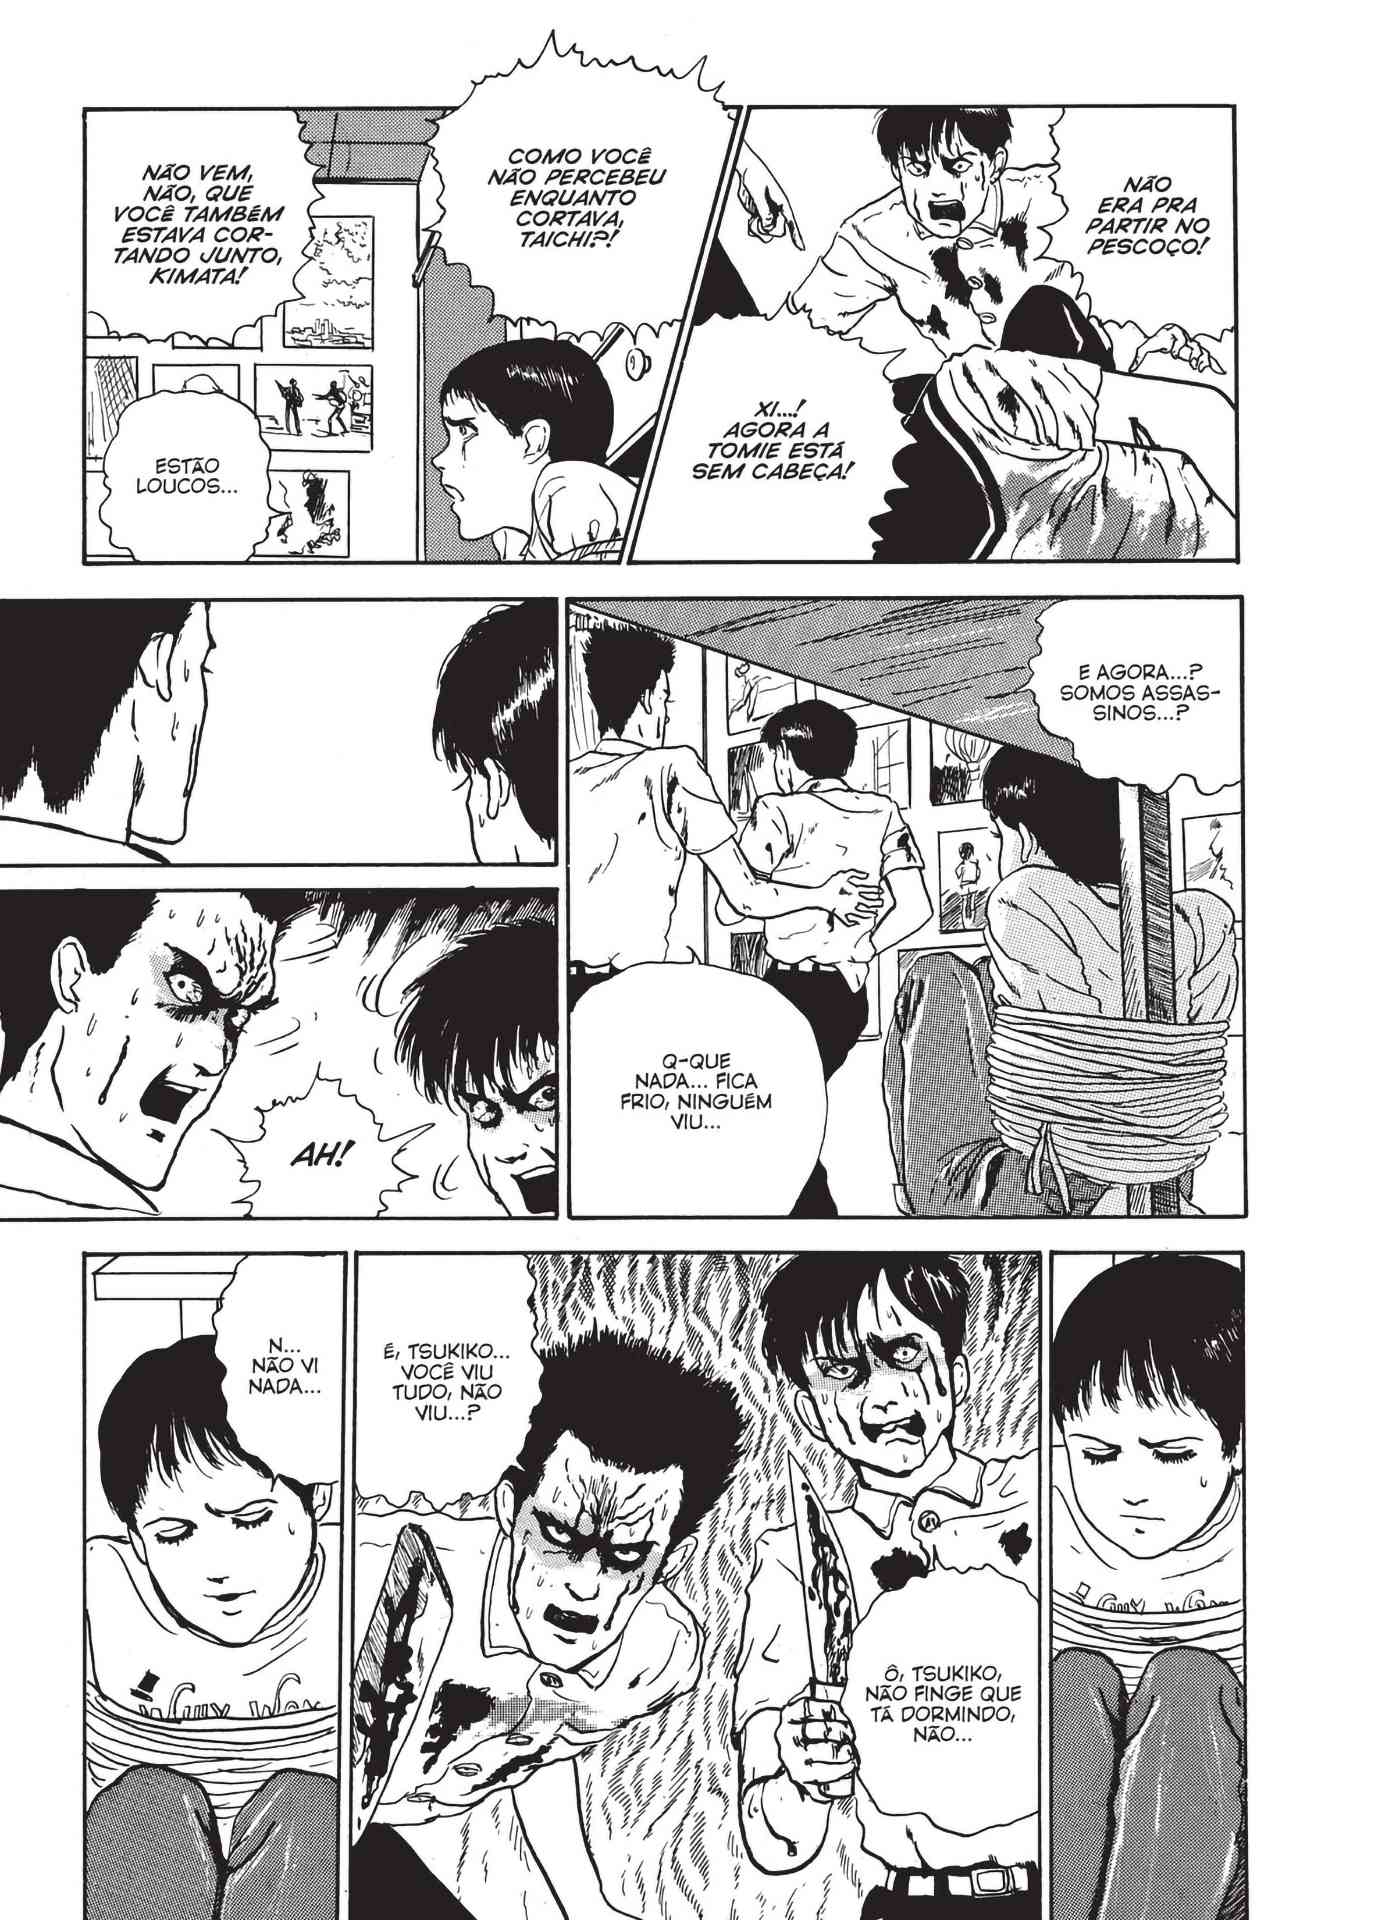 NÃO
ERA PRA
PARTIR NO
PESCOÇO!
XI...!
AGORA A
TOMIE ESTÁ
SEM CABEÇA!
COMO VOCÊ
NÃO PERCEBEU
ENQUANTO
CORTAVA,
TAICHI?!
NÃO VEM,
NÃO, QUE
VOCÊ TAMBÉM
ESTAVA COR-
TANDO JUNTO,
KIMATA!
ESTÃO
LOUCOS...
E AGORA...?
SOMOS ASSAS-
SINOS...?
Q-QUE
NADA... FICA
FRIO, NINGUÉM
VIU...
AH!
Ô, TSUKIKO,
NÃO FINGE QUE
TÁ DORMINDO,
NÃO...
É, TSUKIKO...
VOCÊ VIU
TUDO, NÃO
VIU...?
N...
NÃO VI
NADA...